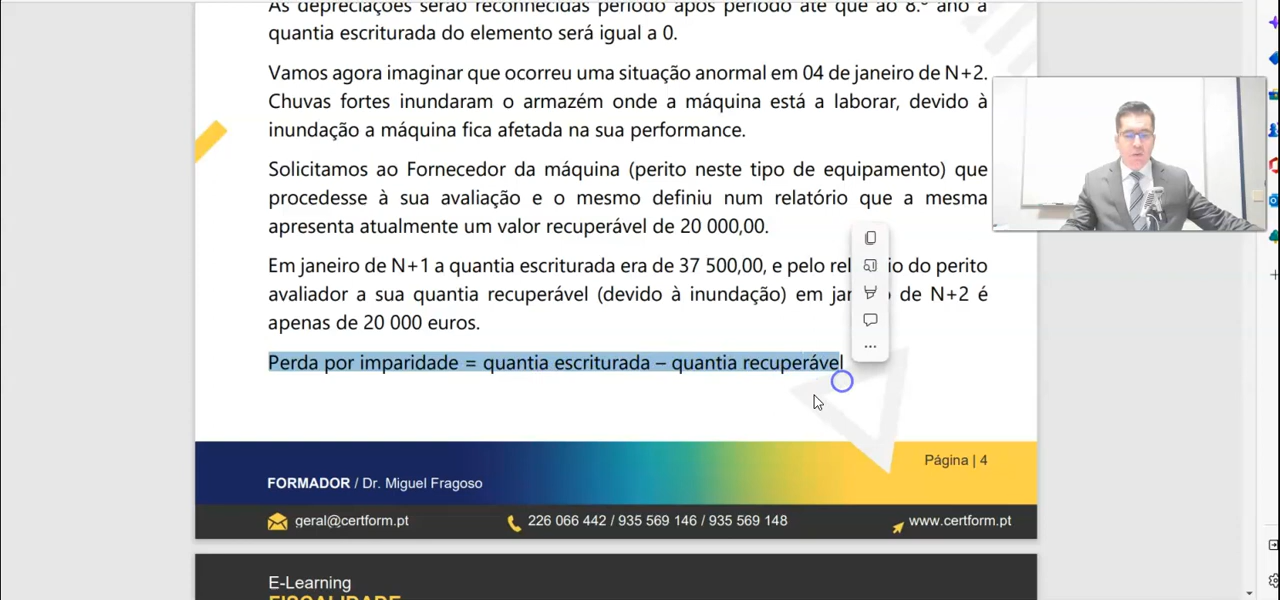 As depreciações serão reconhecidas período após período até que ao 8.º ano a
quantia escriturada do elemento será igual a 0.
Vamos agora imaginar que ocorreu uma situação anormal em 04 de janeiro de N+2.
Chuvas fortes inundaram o armazém onde a máquina está a laborar, devido à
inundação a máquina fica afetada na sua performance.
Solicitamos ao Fornecedor da máquina (perito neste tipo de equipamento) que
procedesse à sua avaliação e o mesmo definiu num relatório que a mesma
apresenta atualmente um valor recuperável de 20 000,00.
Em janeiro de N+1 a quantia escriturada era de 37 500,00, e pelo do perito
avaliador a sua quantia recuperável (devido à inundação) em de N+2 é
apenas de 20 000 euros.
Perda por imparidade = quantia escriturada – quantia recuperável
Página | 4
FORMADOR / Dr. Miguel Fragoso
geral@certform.pt 226 066 442 / 935 569 146 / 935 569 148 www.certform.pt
E-Learning
FISCALIDADE